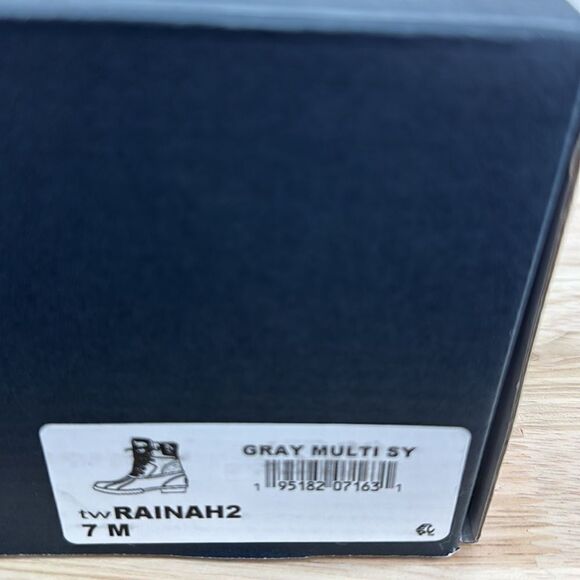 GRAY MULTI SY
1 95182 07163 1
twRAINAH2
7 M